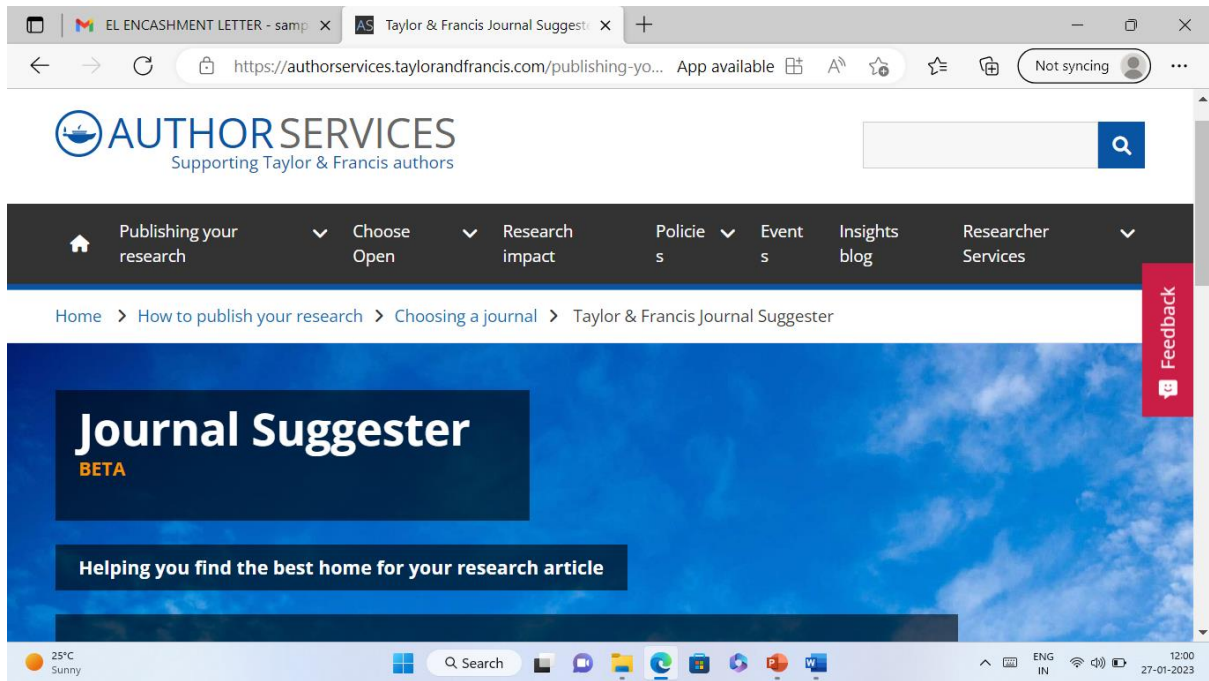 EL ENCASHMENT LETTER - samp
AS Taylor & Francis Journal Suggest
https://authorservices.taylorandfrancis.com/publishing-yo... App available Not syncing
AUTHOR SERVICES
Supporting Taylor & Francis authors
Publishing your Choose Research Policie Event Insights Researcher
research Open impact s s blog Services
Home > How to publish your research > Choosing a journal > Taylor & Francis Journal Suggester
Feedback
Journal Suggester
BETA
Helping you find the best home for your research article
25°C
Sunny
Search
ENG
IN
12:00
27-01-2023